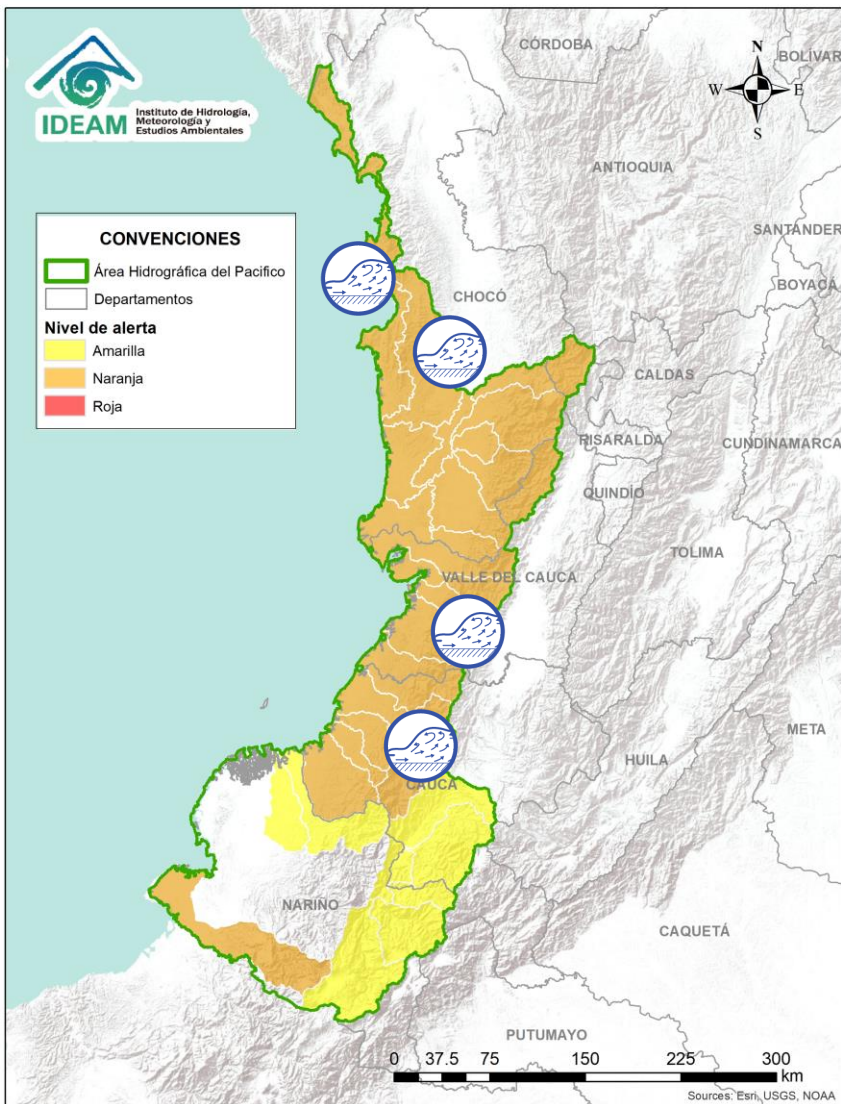 IDEAM
Instituto de Hidrología,
Meteorología y
Estudios Ambientales
CÓRDOBA
BOLÍVAR
N
W E
S
ANTIOQUIA
SANTANDER
CONVENCIONES
Área Hidrográfica del Pacifico
Departamentos
Nivel de alerta
Amarilla
Naranja
Roja
BOYACÁ
CHOCÓ
CALDAS
RISARALDA
CUNDINAMARCA
QUINDÍO
TOLIMA
VALLE DEL CAUCA
META
HUILA
CAUCA
NARIÑO
CAQUETÁ
PUTUMAYO
0 37.5 75 150 225 300
km
Sources: Esri, USGS, NOAA